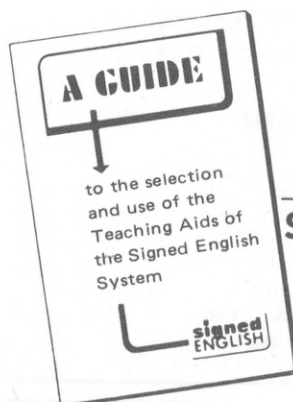 A GUIDE
to the selection
and use of the
Teaching Aids of
the Signed English
System
signed
ENGLISH
S